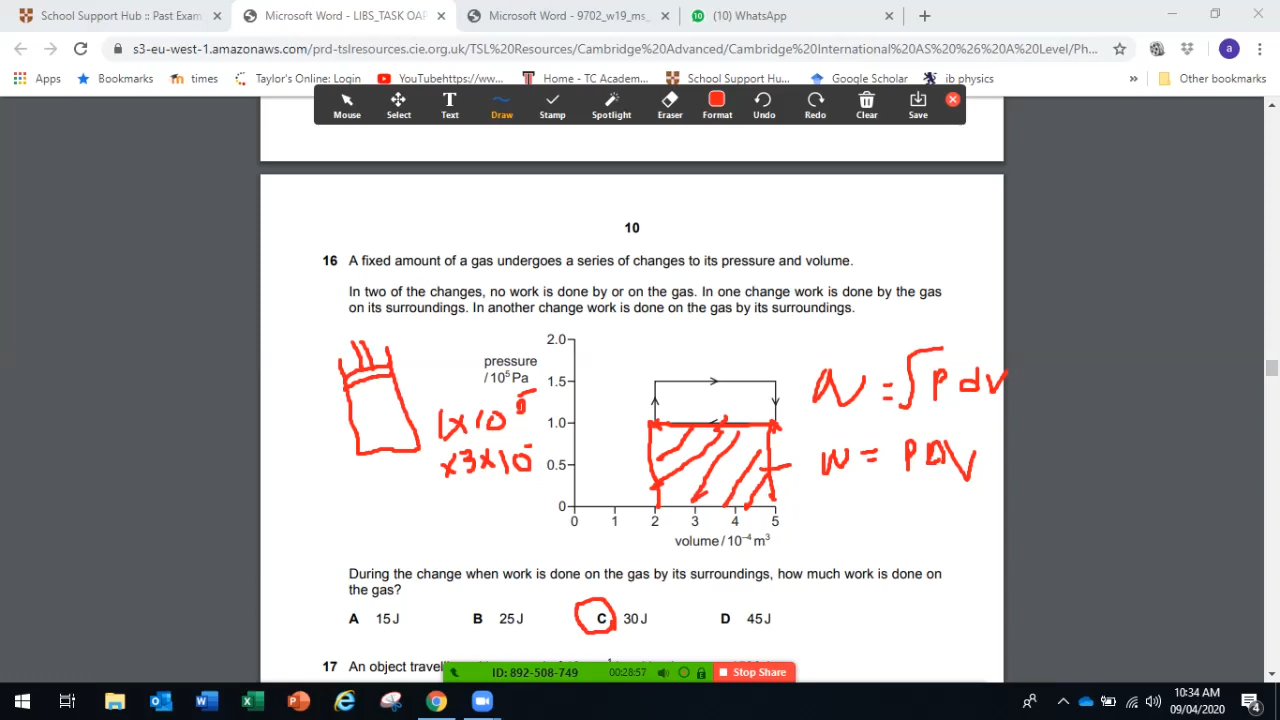 School Support Hub :: Past Exam
Microsoft Word - LIBS_TASK OAP
Microsoft Word - 9702_w19_ms_
(10) WhatsApp
s3-eu-west-1.amazonaws.com/prd-tslresources.cie.org.uk/TSL%20Resources/Cambridge%20Advanced/Cambridge%20International%20AS%20%26%20A%20Level/Ph...
Apps
Bookmarks
times
Taylor's Online: Login
YouTubehttps://ww...
Home - TC Academ...
School Support Hub...
Google Scholar
ib physics
»
Other bookmarks
Mouse
Select
Text
Draw
Stamp
Spotlight
Eraser
Format
Undo
Redo
Clear
Save
10
16 A fixed amount of a gas undergoes a series of changes to its pressure and volume.
In two of the changes, no work is done by or on the gas. In one change work is done by the gas
on its surroundings. In another change work is done on the gas by its surroundings.
pressure
/ 10⁵ Pa
2.0
1.5
1.0
0.5
0
0 1 2 3 4 5
volume / 10⁻⁴ m³
1x10
x3x10
= ∫ P dV
W = PΔV
During the change when work is done on the gas by its surroundings, how much work is done on
the gas?
A 15 J B 25 J C 30 J D 45 J
ID: 892-508-749
00:28:57
Stop Share
10:34 AM
09/04/2020
4